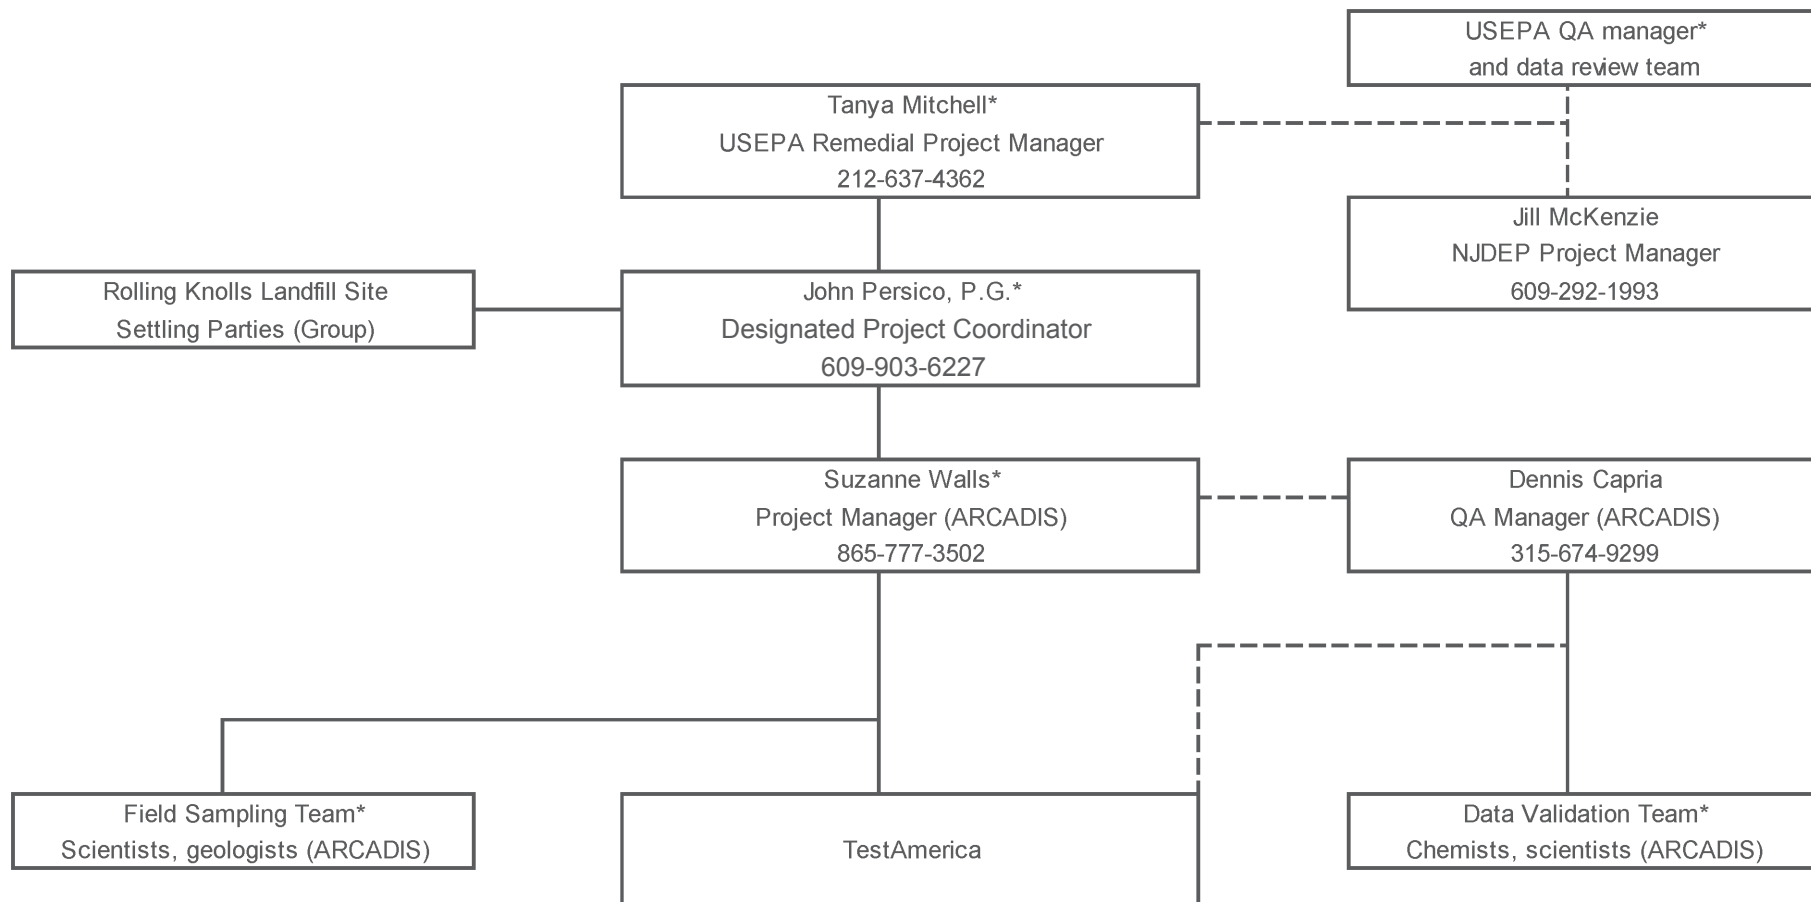 USEPA QA manager*
and data review team
Tanya Mitchell*
USEPA Remedial Project Manager
212-637-4362
Jill McKenzie
NJDEP Project Manager
609-292-1993
Rolling Knolls Landfill Site
Settling Parties (Group)
John Persico, P.G.*
Designated Project Coordinator
609-903-6227
Suzanne Walls*
Project Manager (ARCADIS)
865-777-3502
Dennis Capria
QA Manager (ARCADIS)
315-674-9299
Field Sampling Team*
Scientists, geologists (ARCADIS)
TestAmerica
Data Validation Team*
Chemists, scientists (ARCADIS)